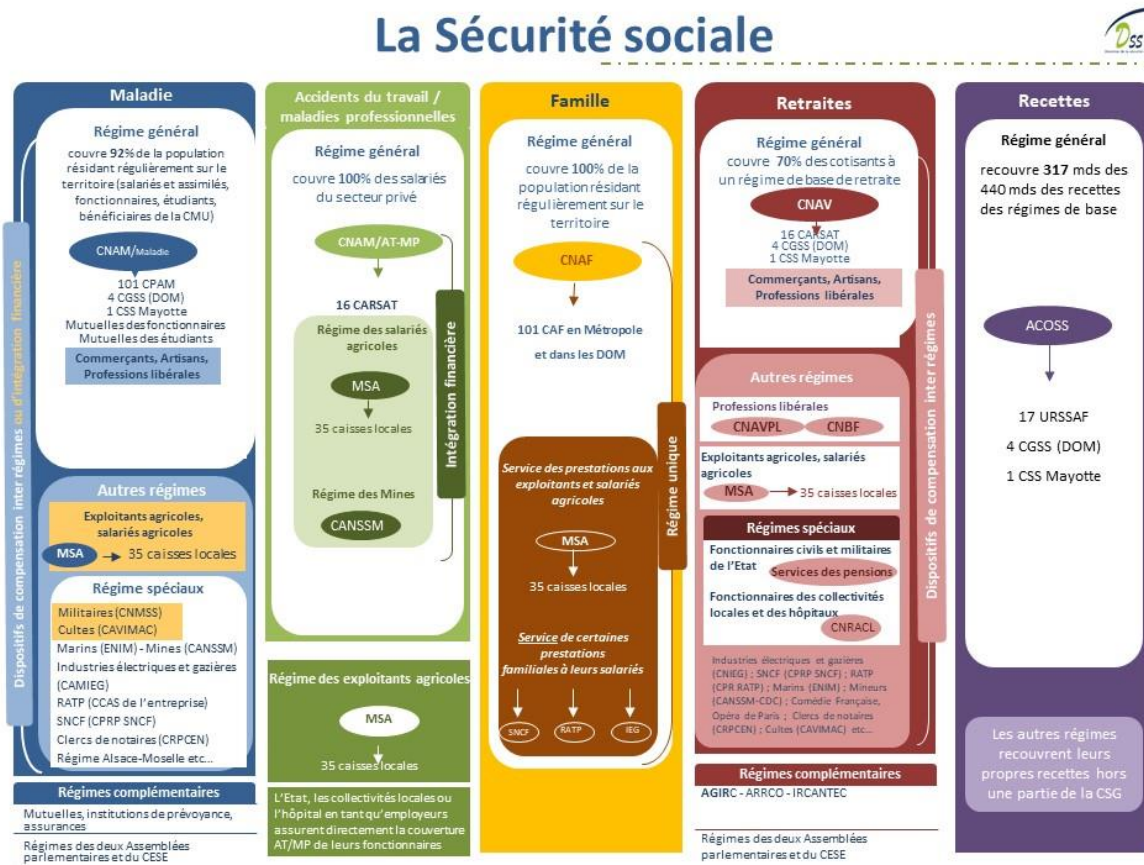 La Sécurité sociale
Dss
Maladie
Régime général
couvre 92% de la population
résidant régulièrement sur le
territoire (salariés et assimilés,
fonctionnaires, étudiants,
bénéficiaires de la CMU)
CNAM/Maladie
101 CPAM
4 CGSS (DOM)
1 CSS Mayotte
Mutuelles des fonctionnaires
Mutuelles des étudiants
Commerçants, Artisans,
Professions libérales
Dispositifs de compensation inter régimes ou d'intégration financière
Autres régimes
Exploitants agricoles,
salariés agricoles
MSA
35 caisses locales
Régime spéciaux
Militaires (CNMSS)
Cultes (CAVIMAC)
Marins (ENIM) - Mines (CANSSM)
Industries électriques et gazières
(CAMIEG)
RATP (CCAS de l'entreprise)
SNCF (CPRP SNCF)
Clercs de notaires (CRPCEN)
Régime Alsace-Moselle etc...
Régimes complémentaires
Mutuelles, institutions de prévoyance,
assurances
Régimes des deux Assemblées
parlementaires et du CESE
Accidents du travail /
maladies professionnelles
Régime général
couvre 100% des salariés
du secteur privé
CNAM/AT-MP
16 CARSAT
Régime des salariés
agricoles
MSA
35 caisses locales
Régime des Mines
CANSSM
Intégration financière
Régime des exploitants agricoles
MSA
35 caisses locales
L'Etat, les collectivités locales ou
l'hôpital en tant qu'employeurs
assurent directement la couverture
AT/MP de leurs fonctionnaires
Famille
Régime général
couvre 100% de la
population résidant
régulièrement sur le
territoire
CNAF
101 CAF en Métropole
et dans les DOM
Service des prestations aux
exploitants et salariés
agricoles
MSA
35 caisses locales
Service de certaines
prestations
familiales à leurs salariés
SNCF
RATP
IEG
Régime unique
Retraites
Régime général
couvre 70% des cotisants à
un régime de base de retraite
CNAV
16 CARSAT
4 CGSS (DOM)
1 CSS Mayotte
Commerçants, Artisans,
Professions libérales
Autres régimes
Professions libérales
CNAVPL
CNBF
Exploitants agricoles, salariés
agricoles
MSA
35 caisses locales
Régimes spéciaux
Fonctionnaires civils et militaires
de l'Etat
Services des pensions
Fonctionnaires des collectivités
locales et des hôpitaux
CNRACL
Industries électriques et gazières
(CNIEG) ; SNCF (CPRP SNCF) ; RATP
(CPR RATP) ; Marins (ENIM) ; Mineurs
(CANSSM-CDC) ; Comédie Française,
Opéra de Paris ; Clercs de notaires
(CRPCEN) ; Cultes (CAVIMAC) etc...
Dispositifs de compensation inter régimes
Régimes complémentaires
AGIRC - ARRCO - IRCANTEC
Régimes des deux Assemblées
parlementaires et du CESE
Recettes
Régime général
recouvre 317 mds des
440 mds des recettes
des régimes de base
ACOSS
17 URSSAF
4 CGSS (DOM)
1 CSS Mayotte
Les autres régimes
recouvrent leurs
propres recettes hors
une partie de la CSG